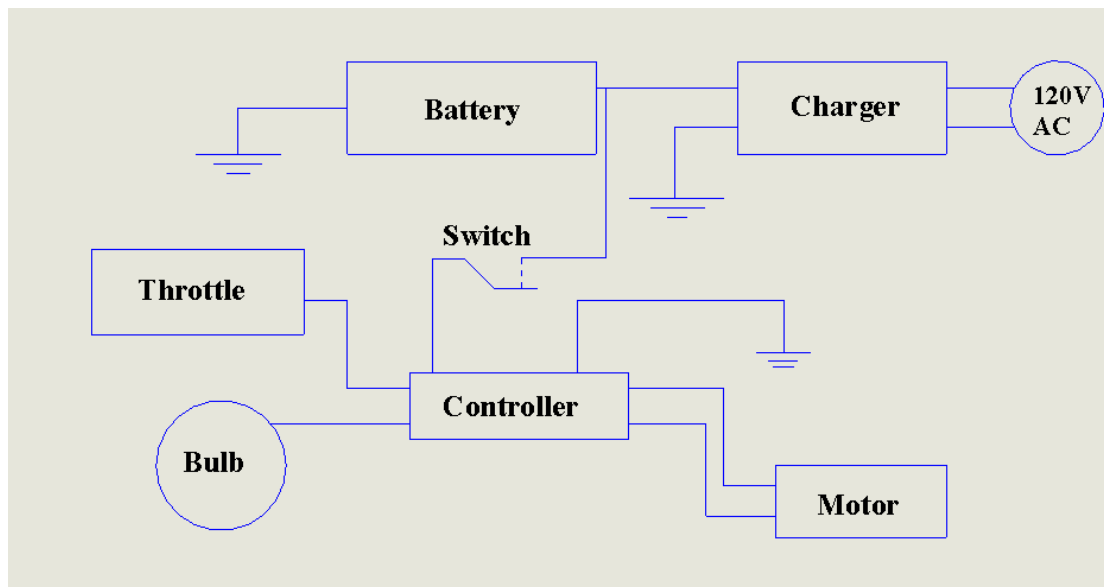 Battery
Charger
120V
AC
Switch
Throttle
Controller
Bulb
Motor